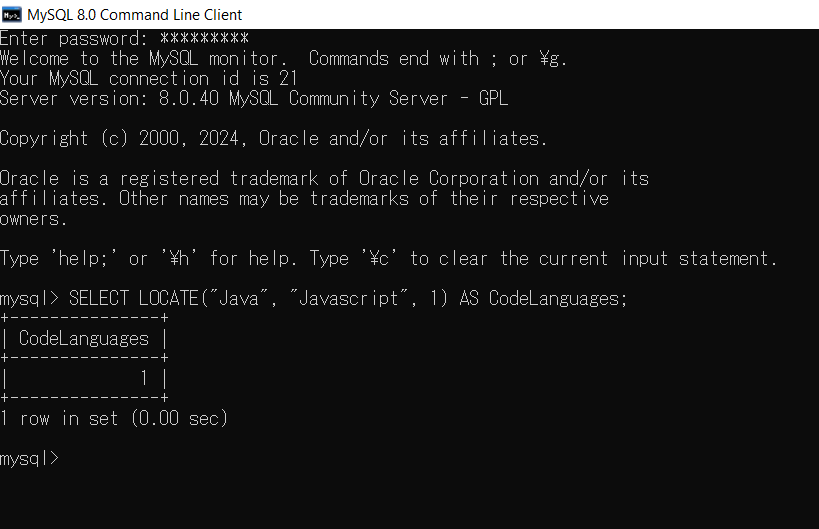 MySQL 8.0 Command Line Client
Enter password: *********
Welcome to the MySQL monitor.  Commands end with ; or ¥g.
Your MySQL connection id is 21
Server version: 8.0.40 MySQL Community Server - GPL
Copyright (c) 2000, 2024, Oracle and/or its affiliates.
Oracle is a registered trademark of Oracle Corporation and/or its
affiliates. Other names may be trademarks of their respective
owners.
Type 'help;' or '¥h' for help. Type '¥c' to clear the current input statement.
mysql> SELECT LOCATE("Java", "Javascript", 1) AS CodeLanguages;
+---------------+
| CodeLanguages |
+---------------+
|             1 |
+---------------+
1 row in set (0.00 sec)
mysql>